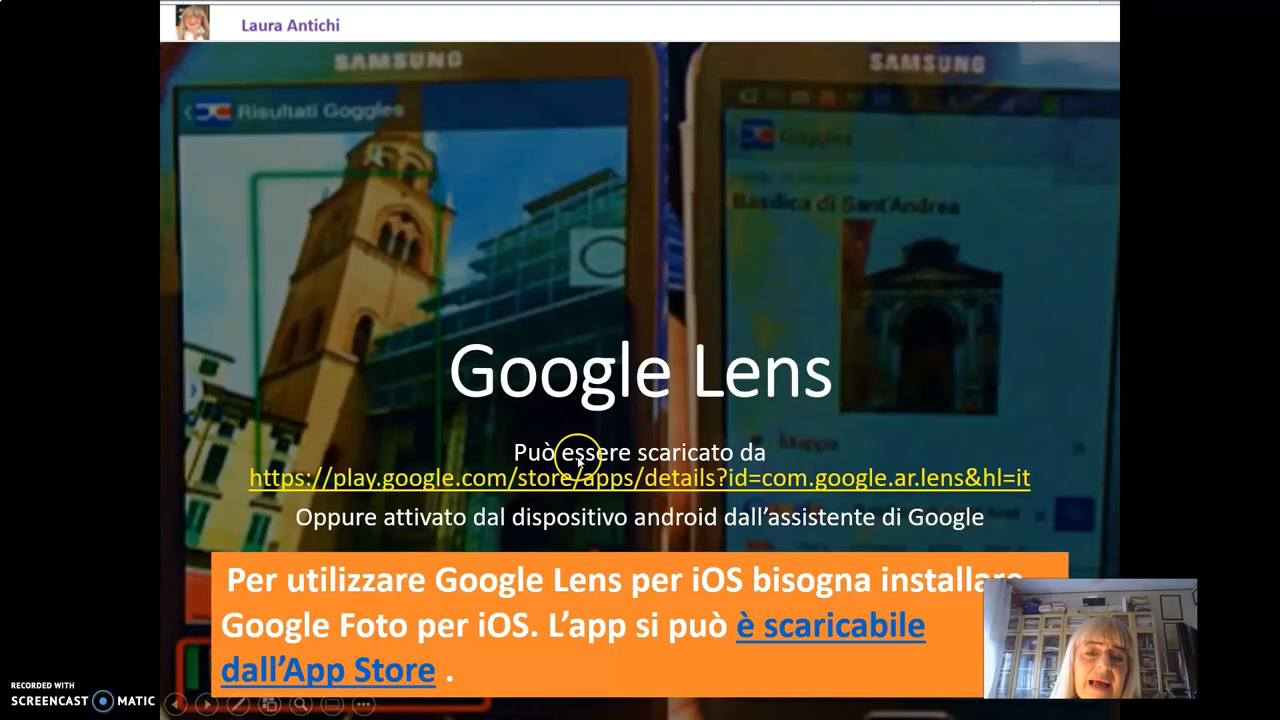 Laura Antichi
SAMSUNG
SAMSUNG
Risultati Goggles
Goggles
Basilica di Sant'Andrea
Mappa
Google Lens
Può essere scaricato da
https://play.google.com/store/apps/details?id=com.google.ar.lens&hl=it
Oppure attivato dal dispositivo android dall’assistente di Google
Per utilizzare Google Lens per iOS bisogna installare
Google Foto per iOS. L’app si può è scaricabile
dall’App Store .
RECORDED WITH
SCREENCAST MATIC